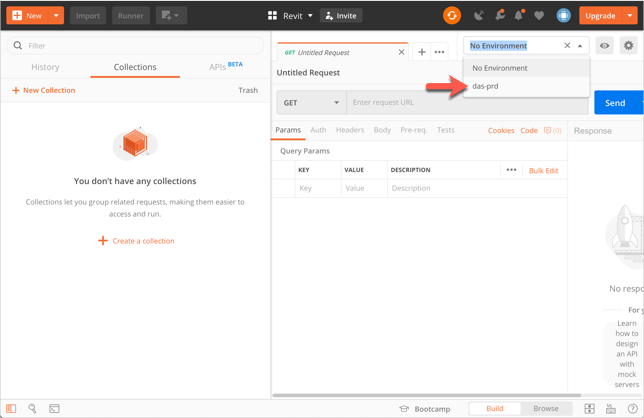 New
Import
Runner
Revit
Invite
Upgrade
Filter
History
Collections
APIs BETA
New Collection
Trash
You don't have any collections
Collections let you group related requests, making them easier to
access and run.
Create a collection
GET Untitled Request
No Environment
No Environment
das-prd
Untitled Request
GET
Enter request URL
Send
Params Auth Headers Body Pre-req. Tests
Cookies Code (0)
Response
Query Params
KEY VALUE DESCRIPTION
Bulk Edit
Key Value Description
No respo
For y
Learn
how to
design
an API
with
mock
servers
Bootcamp
Build
Browse